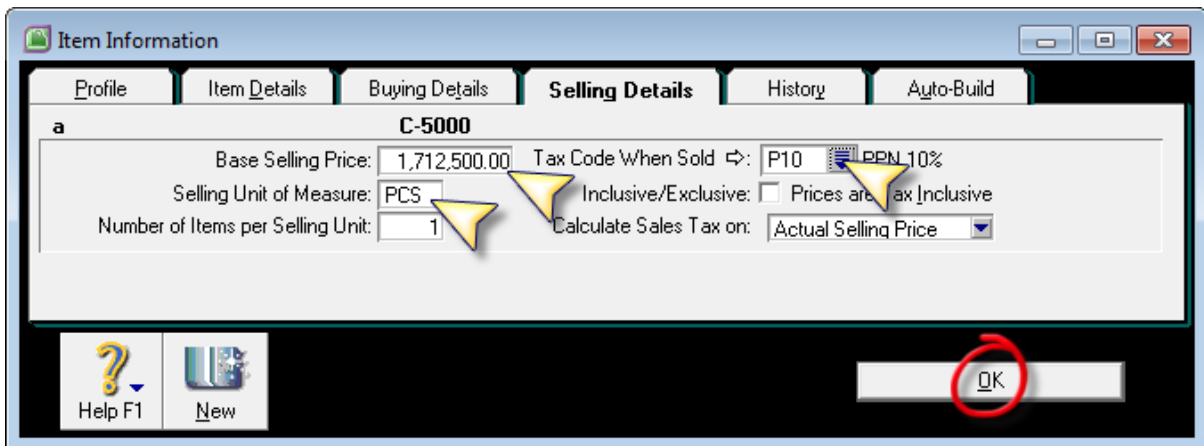 Item Information
Profile Item Details Buying Details Selling Details History Auto-Build
a C-5000
Base Selling Price: 1,712,500.00 Tax Code When Sold ⇨: P10 PPN 10%
Selling Unit of Measure: PCS Inclusive/Exclusive: Prices are Tax Inclusive
Number of Items per Selling Unit: 1 Calculate Sales Tax on: Actual Selling Price
Help F1 New OK